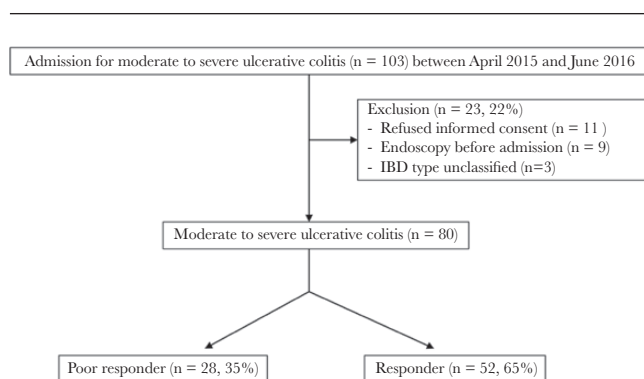 Admission for moderate to severe ulcerative colitis (n = 103) between April 2015 and June 2016
Exclusion (n = 23, 22%)
- Refused informed consent (n = 11 )
- Endoscopy before admission (n = 9)
- IBD type unclassified (n=3)
Moderate to severe ulcerative colitis (n = 80)
Poor responder (n = 28, 35%)
Responder (n = 52, 65%)